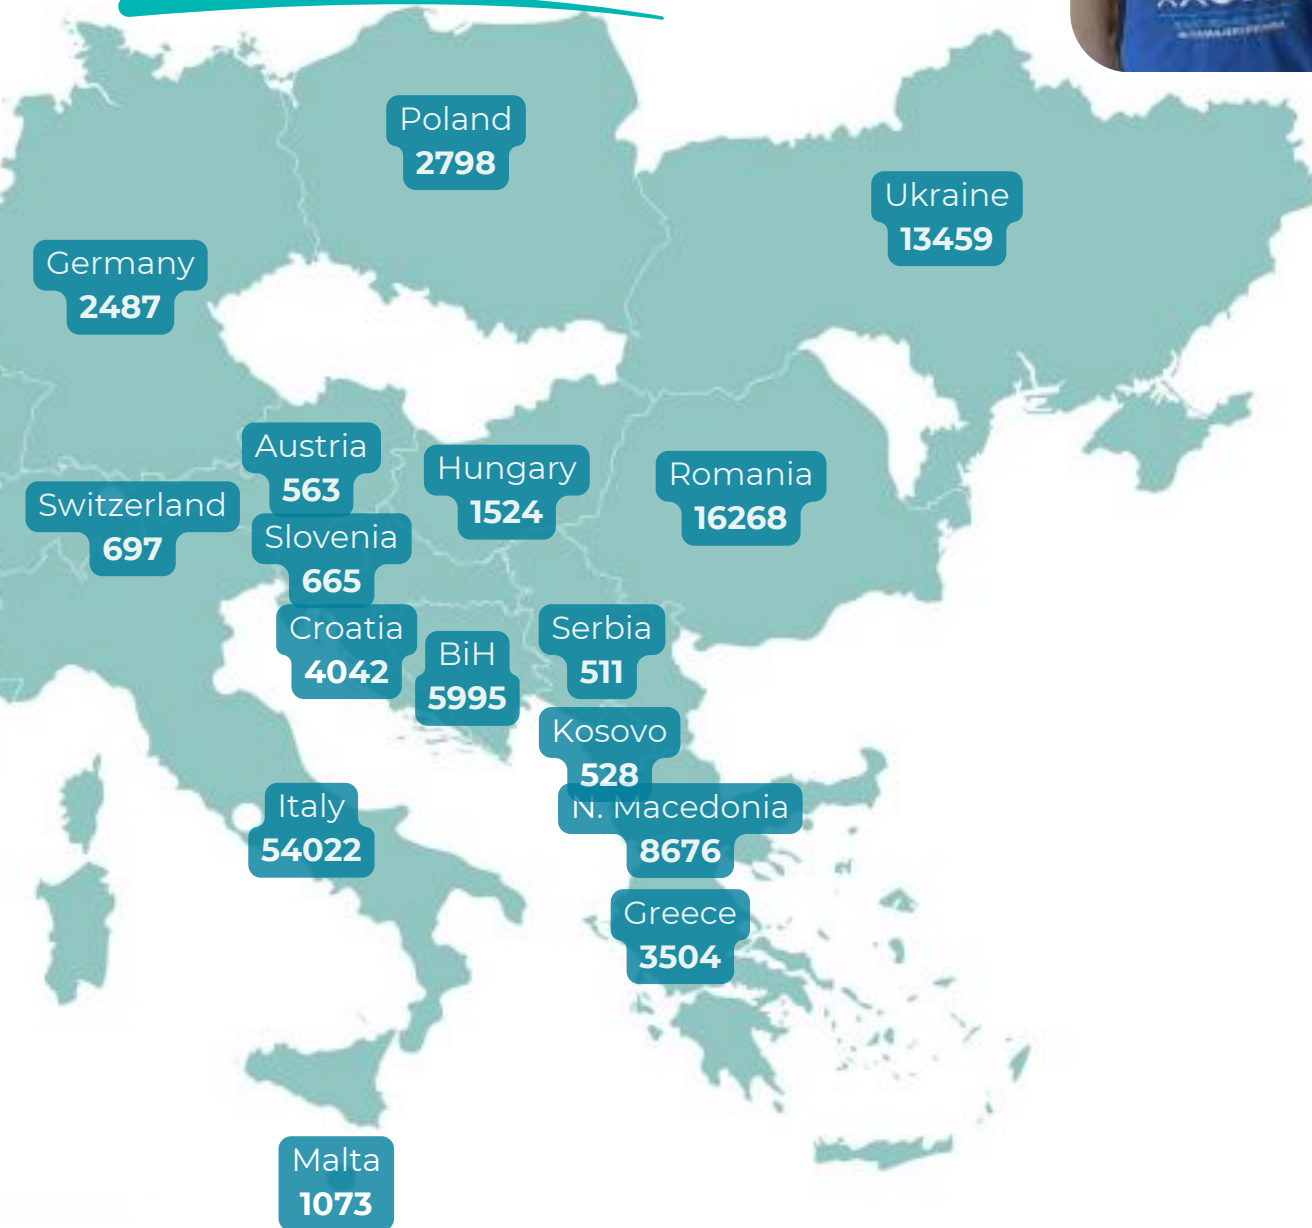 Poland
2798
Ukraine
13459
Germany
2487
Austria
563
Hungary
1524
Romania
16268
Switzerland
697
Slovenia
665
Croatia
4042
BiH
5995
Serbia
511
Kosovo
528
Italy
54022
N. Macedonia
8676
Greece
3504
Malta
1073